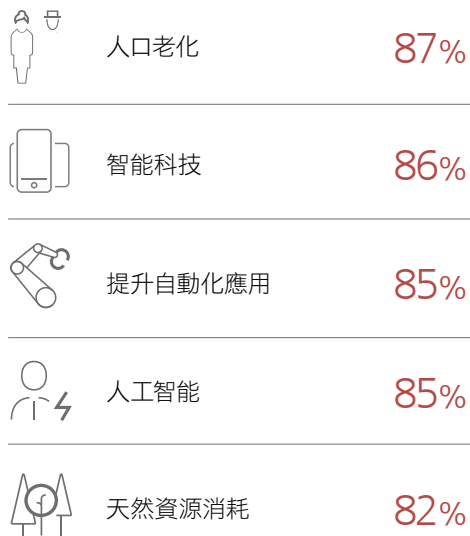 人口老化 87%
智能科技 86%
提升自動化應用 85%
人工智能 85%
天然資源消耗 82%